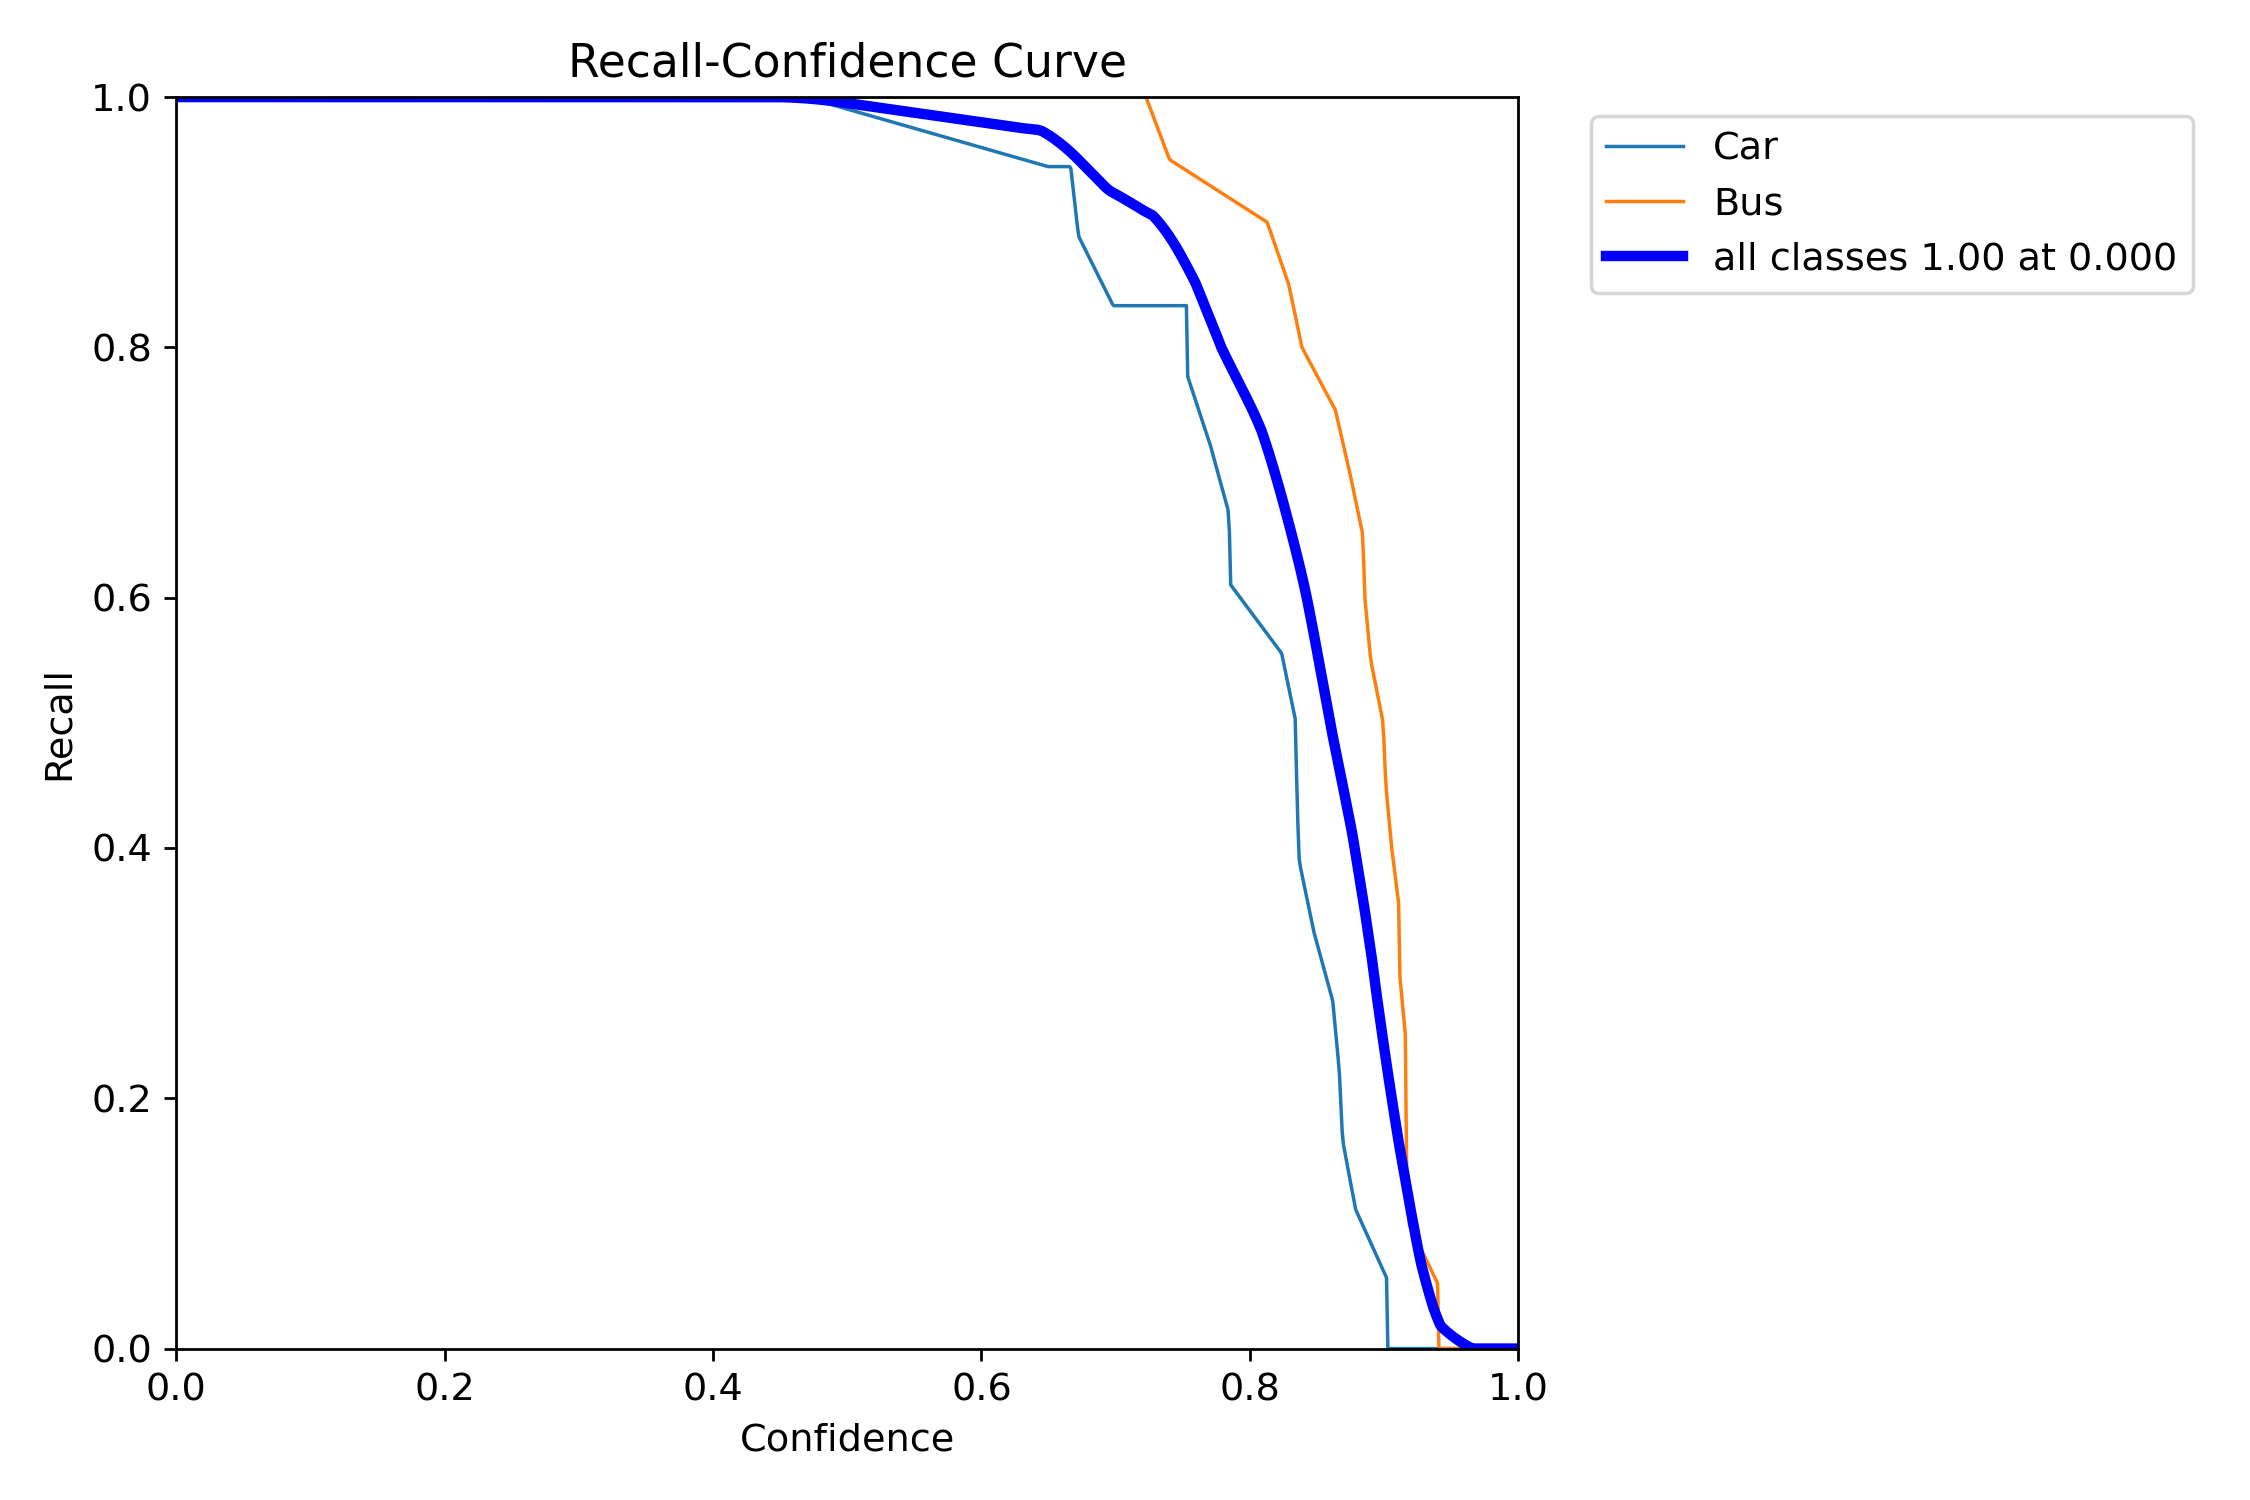 Recall-Confidence Curve
1.0
0.8
0.6
0.4
0.2
0.0
Recall
0.0 0.2 0.4 0.6 0.8 1.0
Confidence
Car
Bus
all classes 1.00 at 0.000